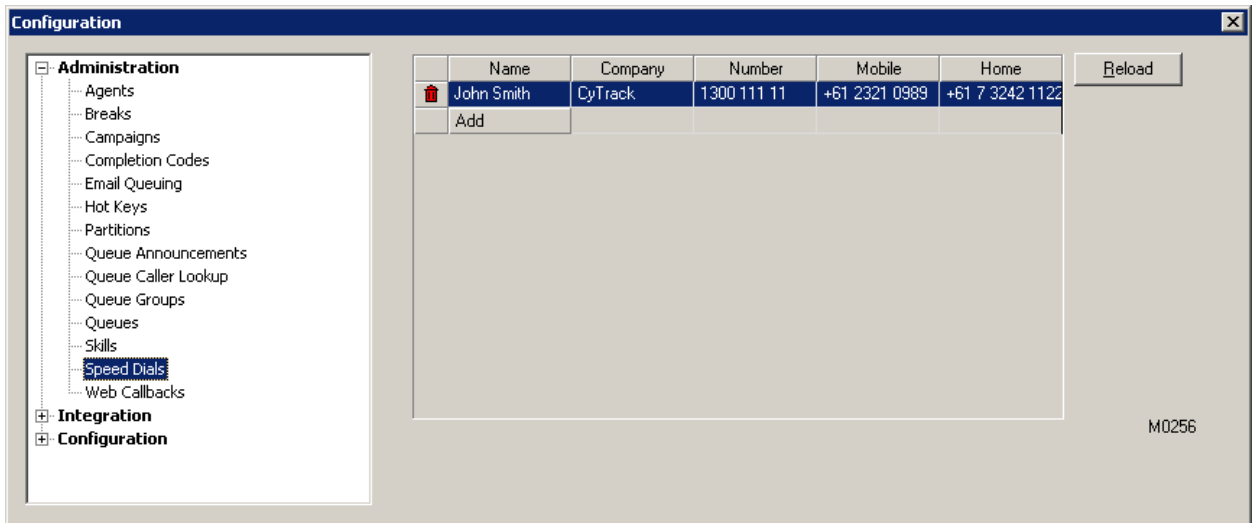 Configuration
Administration
Agents
Breaks
Campaigns
Completion Codes
Email Queuing
Hot Keys
Partitions
Queue Announcements
Queue Caller Lookup
Queue Groups
Queues
Skills
Speed Dials
Web Callbacks
Integration
Configuration
Name Company Number Mobile Home
John Smith CyTrack 1300 111 11 +61 2321 0989 +61 7 3242 1122
Add
Reload
M0256